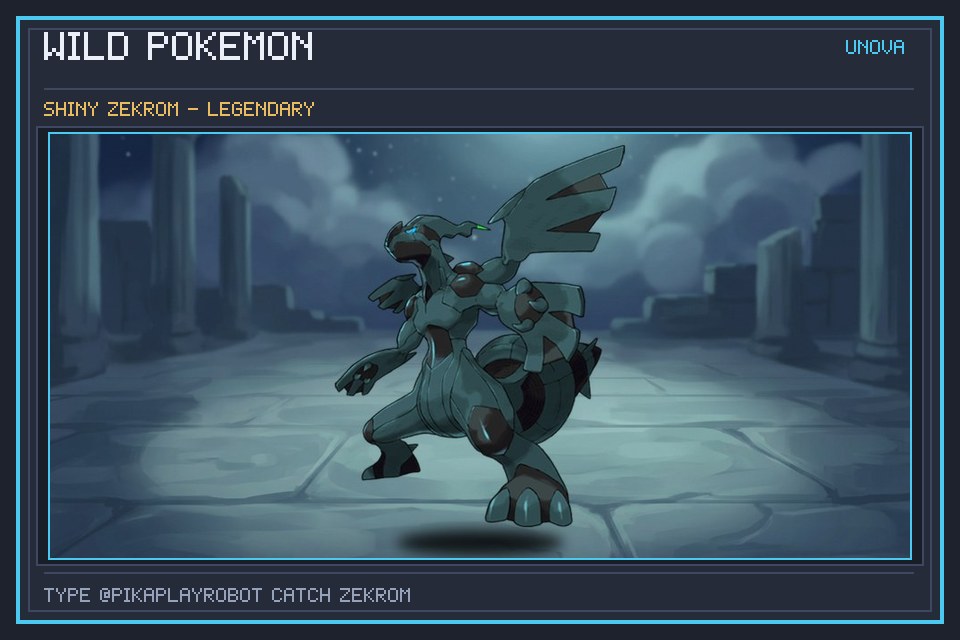 WILD POKEMON
UNOVA
SHINY ZEKROM - LEGENDARY
TYPE @PIKAPLAYROBOT CATCH ZEKROM